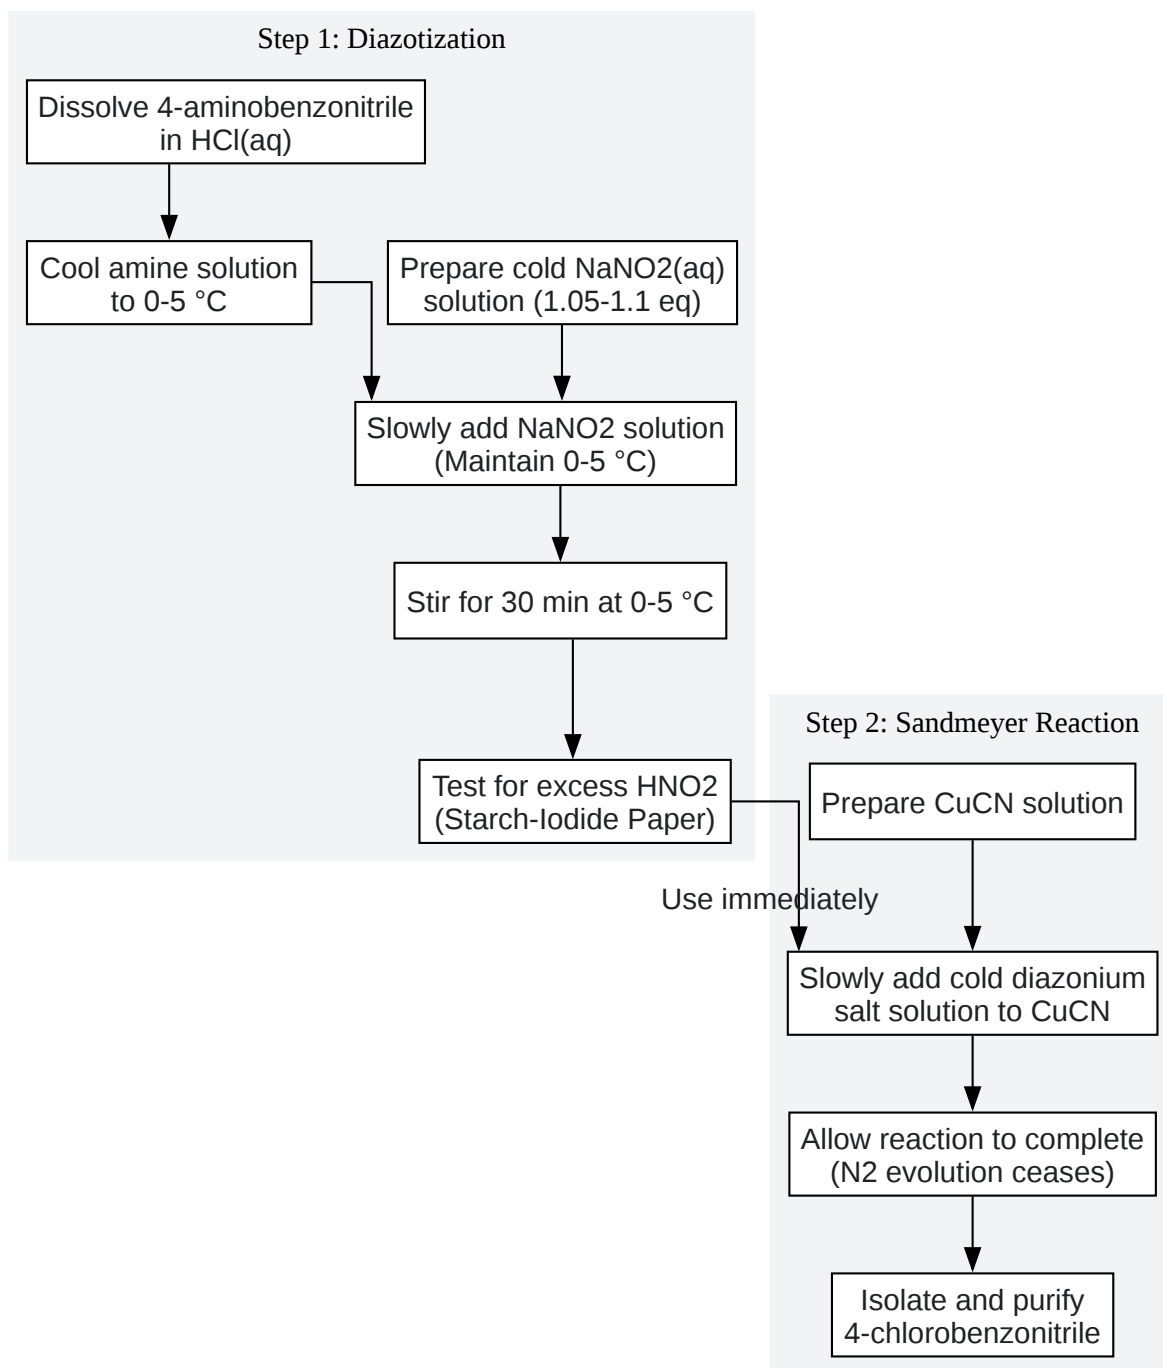 Step 1: Diazotization
Dissolve 4-aminobenzonitrile
in HCl(aq)
Cool amine solution
to 0-5 °C
Prepare cold NaNO2(aq)
solution (1.05-1.1 eq)
Slowly add NaNO2 solution
(Maintain 0-5 °C)
Stir for 30 min at 0-5 °C
Test for excess HNO2
(Starch-Iodide Paper)
Use immediately
Step 2: Sandmeyer Reaction
Prepare CuCN solution
Slowly add cold diazonium
salt solution to CuCN
Allow reaction to complete
(N2 evolution ceases)
Isolate and purify
4-chlorobenzonitrile